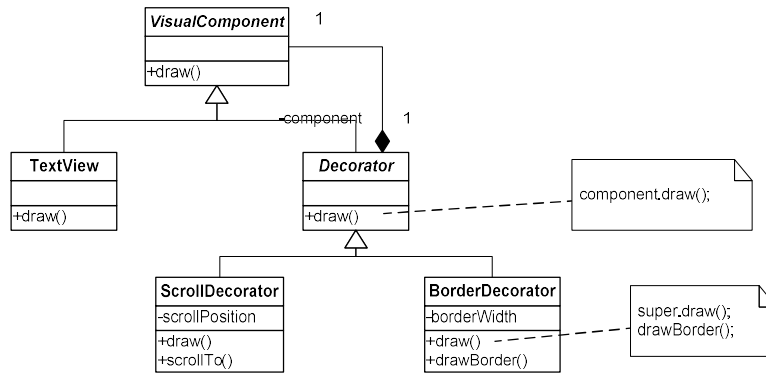 VisualComponent
1
+draw()
-component
1
TextView
+draw()
Decorator
+draw()
component.draw();
ScrollDecorator
-scrollPosition
+draw()
+scrollTo()
BorderDecorator
-borderWidth
+draw()
+drawBorder()
super.draw();
drawBorder();